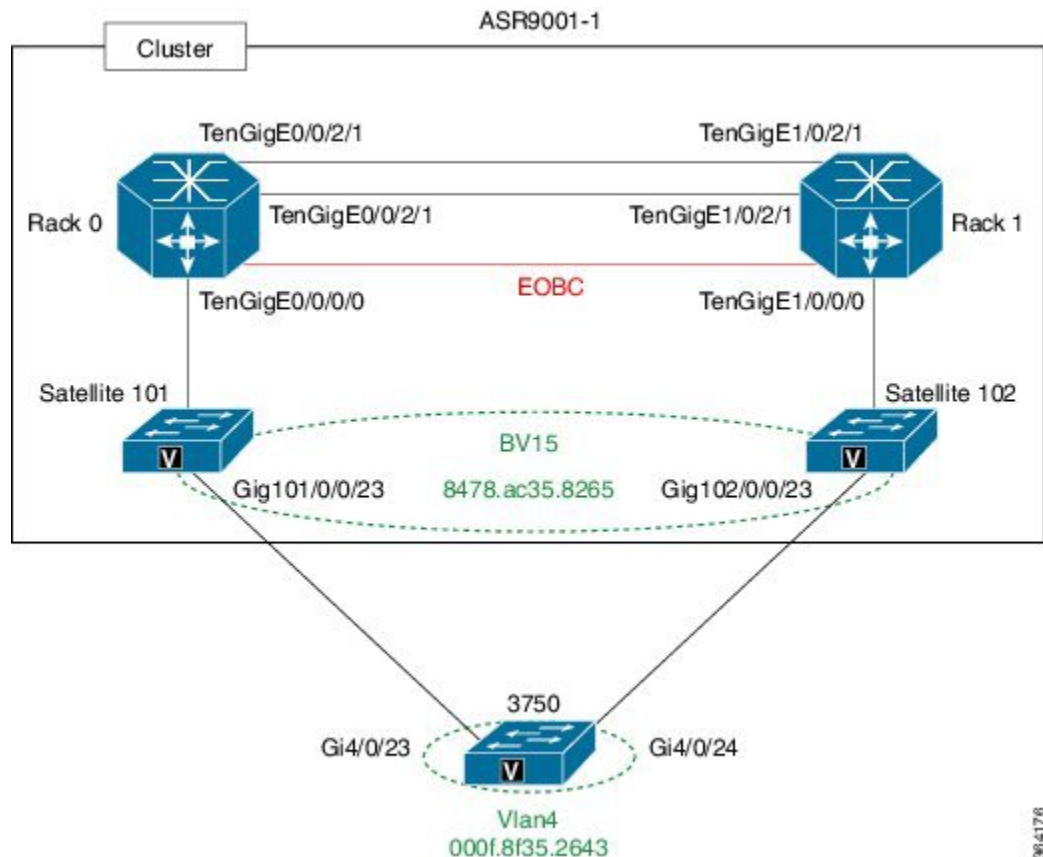 ASR9001-1
Cluster
TenGigE0/0/2/1
TenGigE1/0/2/1
Rack 0
TenGigE0/0/2/1
TenGigE1/0/2/1
Rack 1
EOBC
TenGigE0/0/0/0
TenGigE1/0/0/0
Satellite 101
Satellite 102
BV15
V
V
Gig101/0/0/23
8478.ac35.8265
Gig102/0/0/23
3750
Gi4/0/23
Gi4/0/24
V
Vlan4
000f.8f35.2643
364176